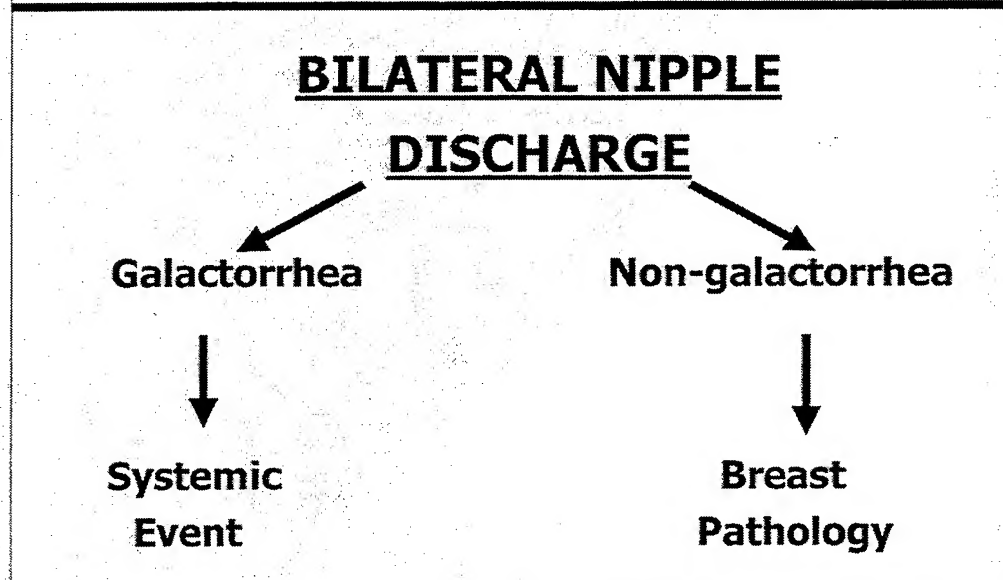 BILATERAL NIPPLE
DISCHARGE
Galactorrhea
Non-galactorrhea
Systemic
Event
Breast
Pathology